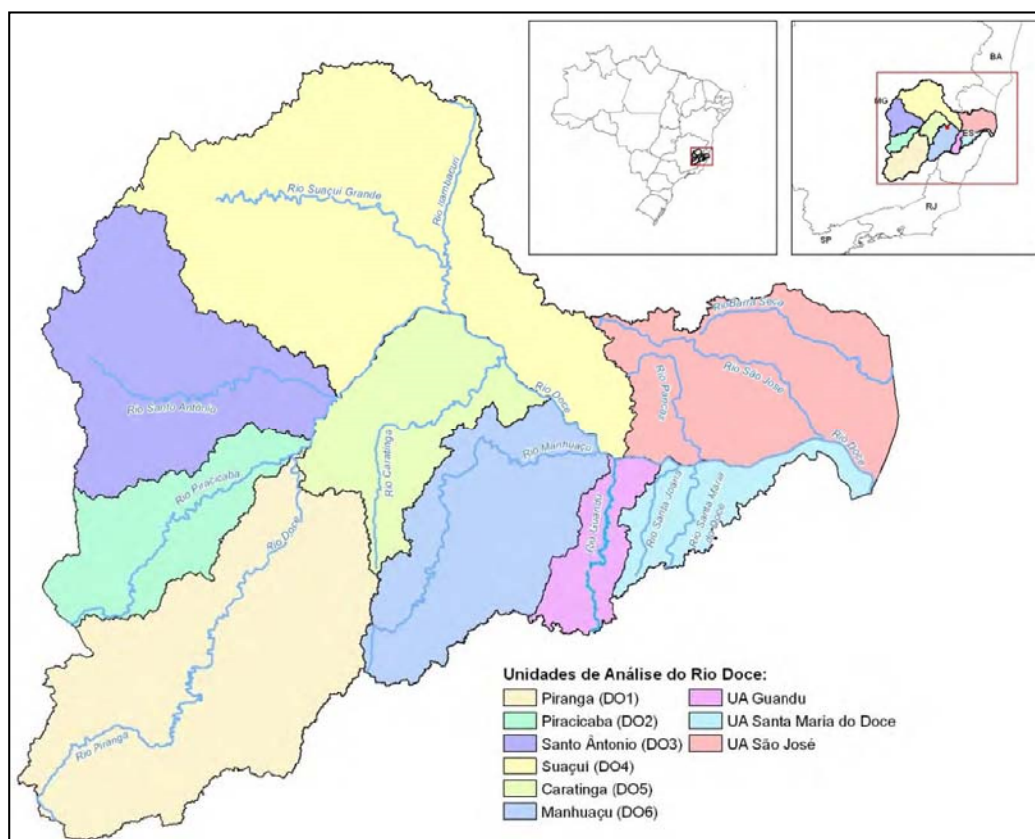 BA
MG
ES
RJ
SP
Rio Suaçuí Grande
Rio Itambacuri
Rio Barra Seca
Rio São José
Rio Pancas
Rio Doce
Rio Santo Antônio
Rio Doce
Rio Caratinga
Rio Manhuaçu
Rio Piracicaba
Rio Doce
Rio Guandu
Rio Santa Joana
Rio Santa Maria
do Doce
Rio Piranga
Unidades de Análise do Rio Doce:
Piranga (DO1)
Piracicaba (DO2)
Santo Ântonio (DO3)
Suaçui (DO4)
Caratinga (DO5)
Manhuaçu (DO6)
UA Guandu
UA Santa Maria do Doce
UA São José